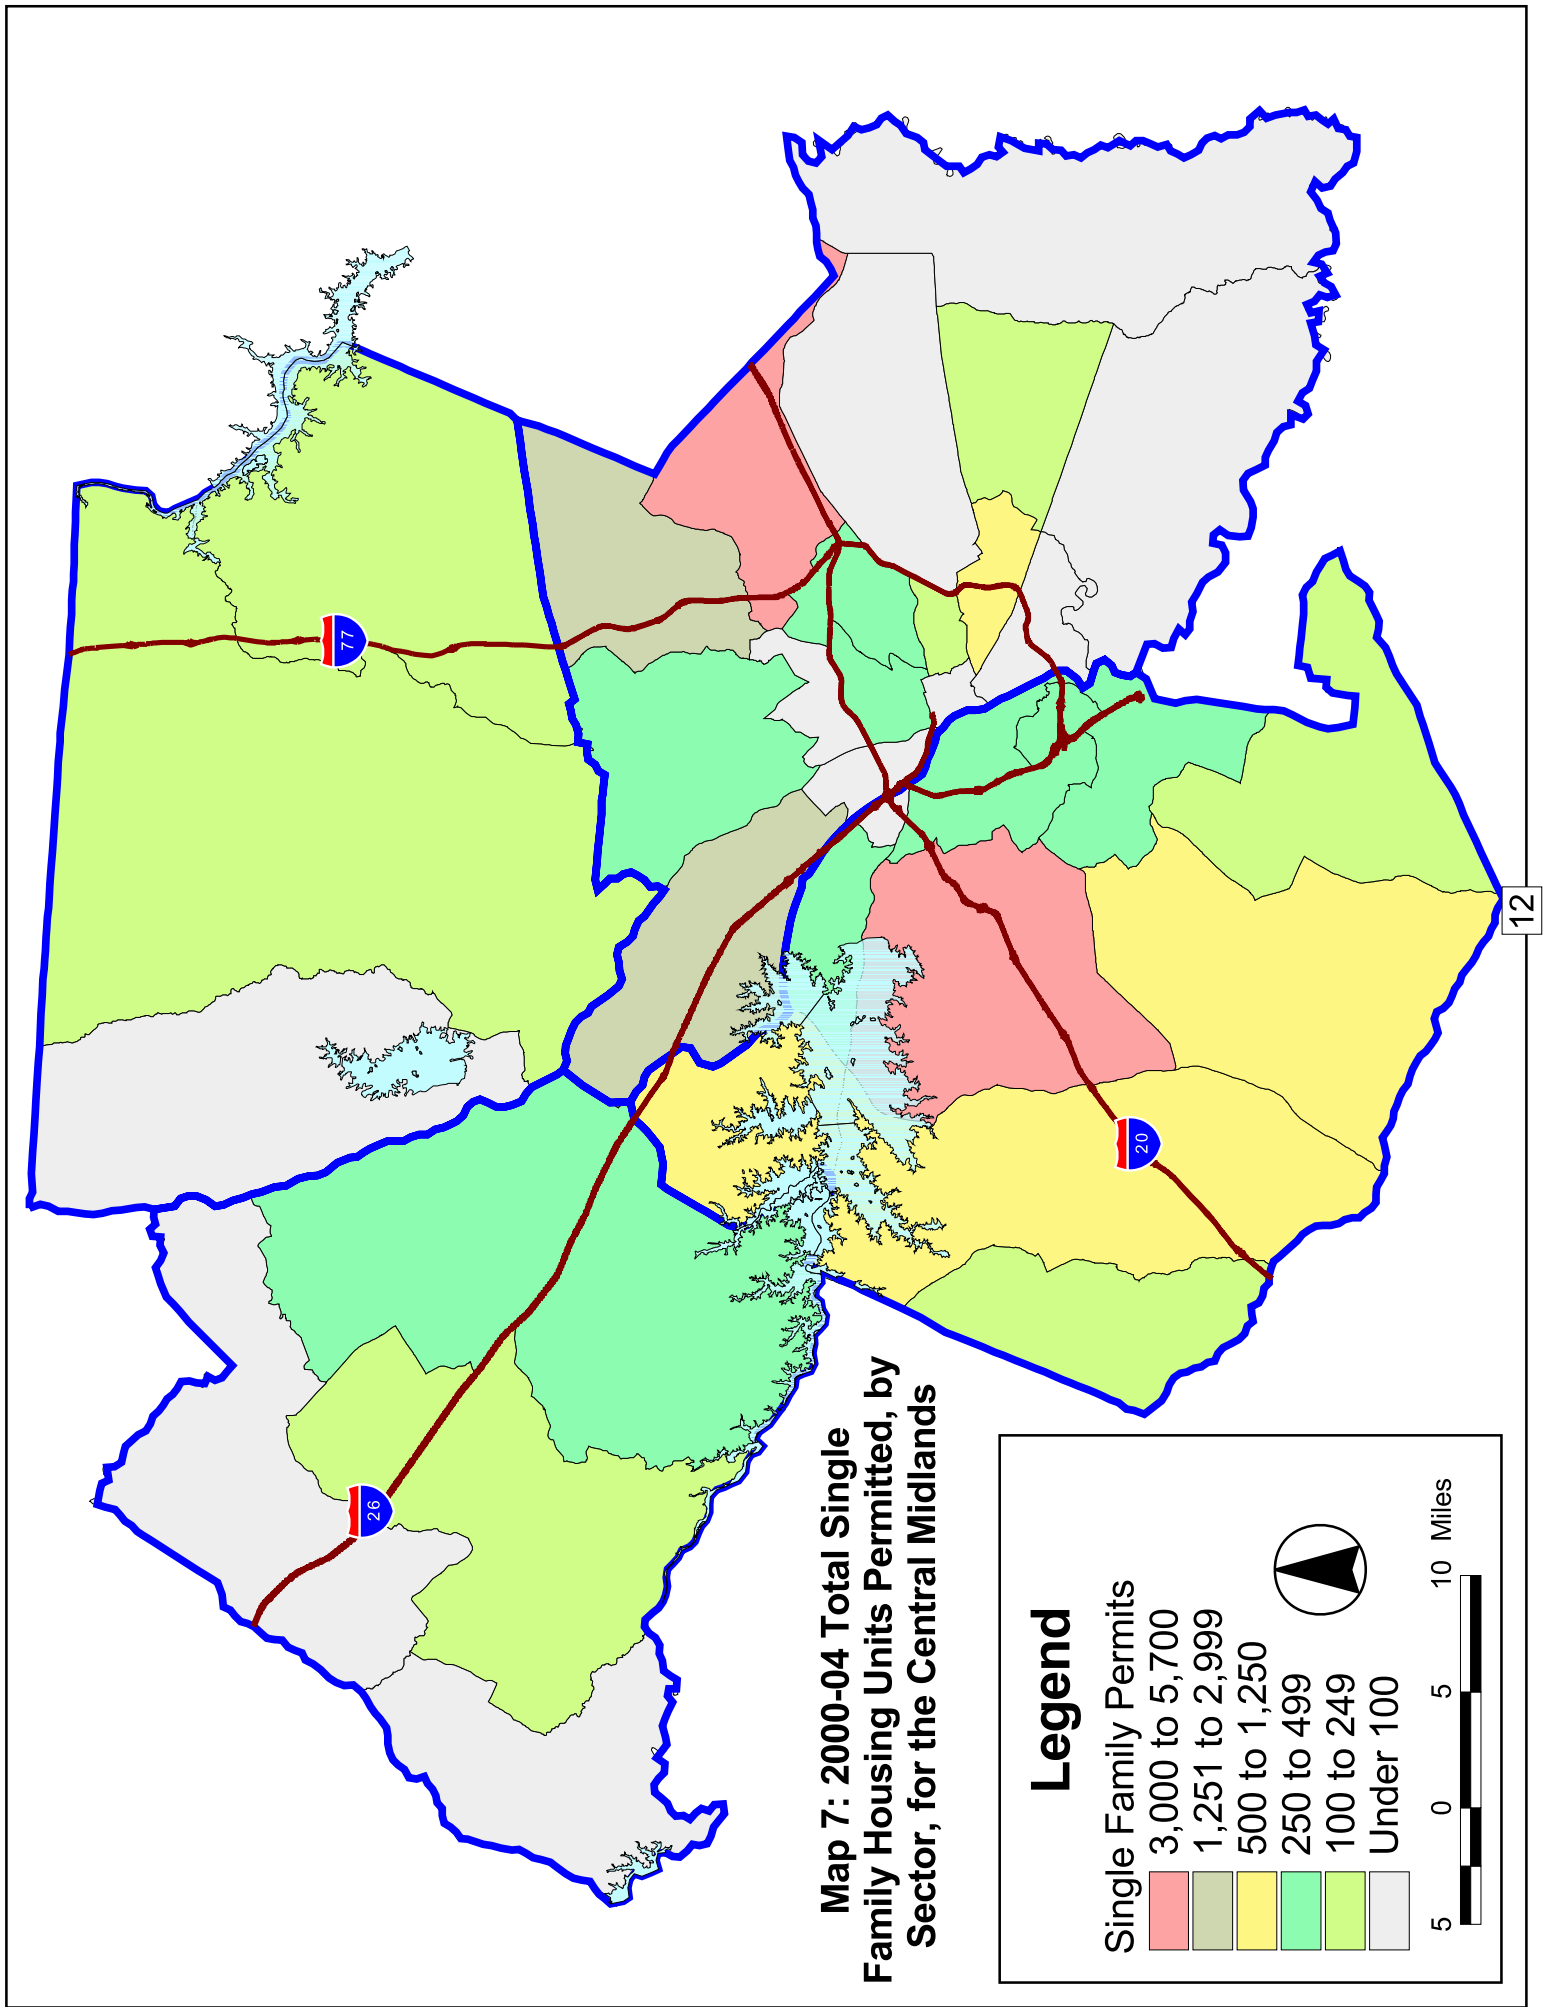 77
26
20
Map 7: 2000-04 Total Single
Family Housing Units Permitted, by
Sector, for the Central Midlands
Legend
Single Family Permits
3,000 to 5,700
1,251 to 2,999
500 to 1,250
250 to 499
100 to 249
Under 100
5 0 5 10 Miles
12